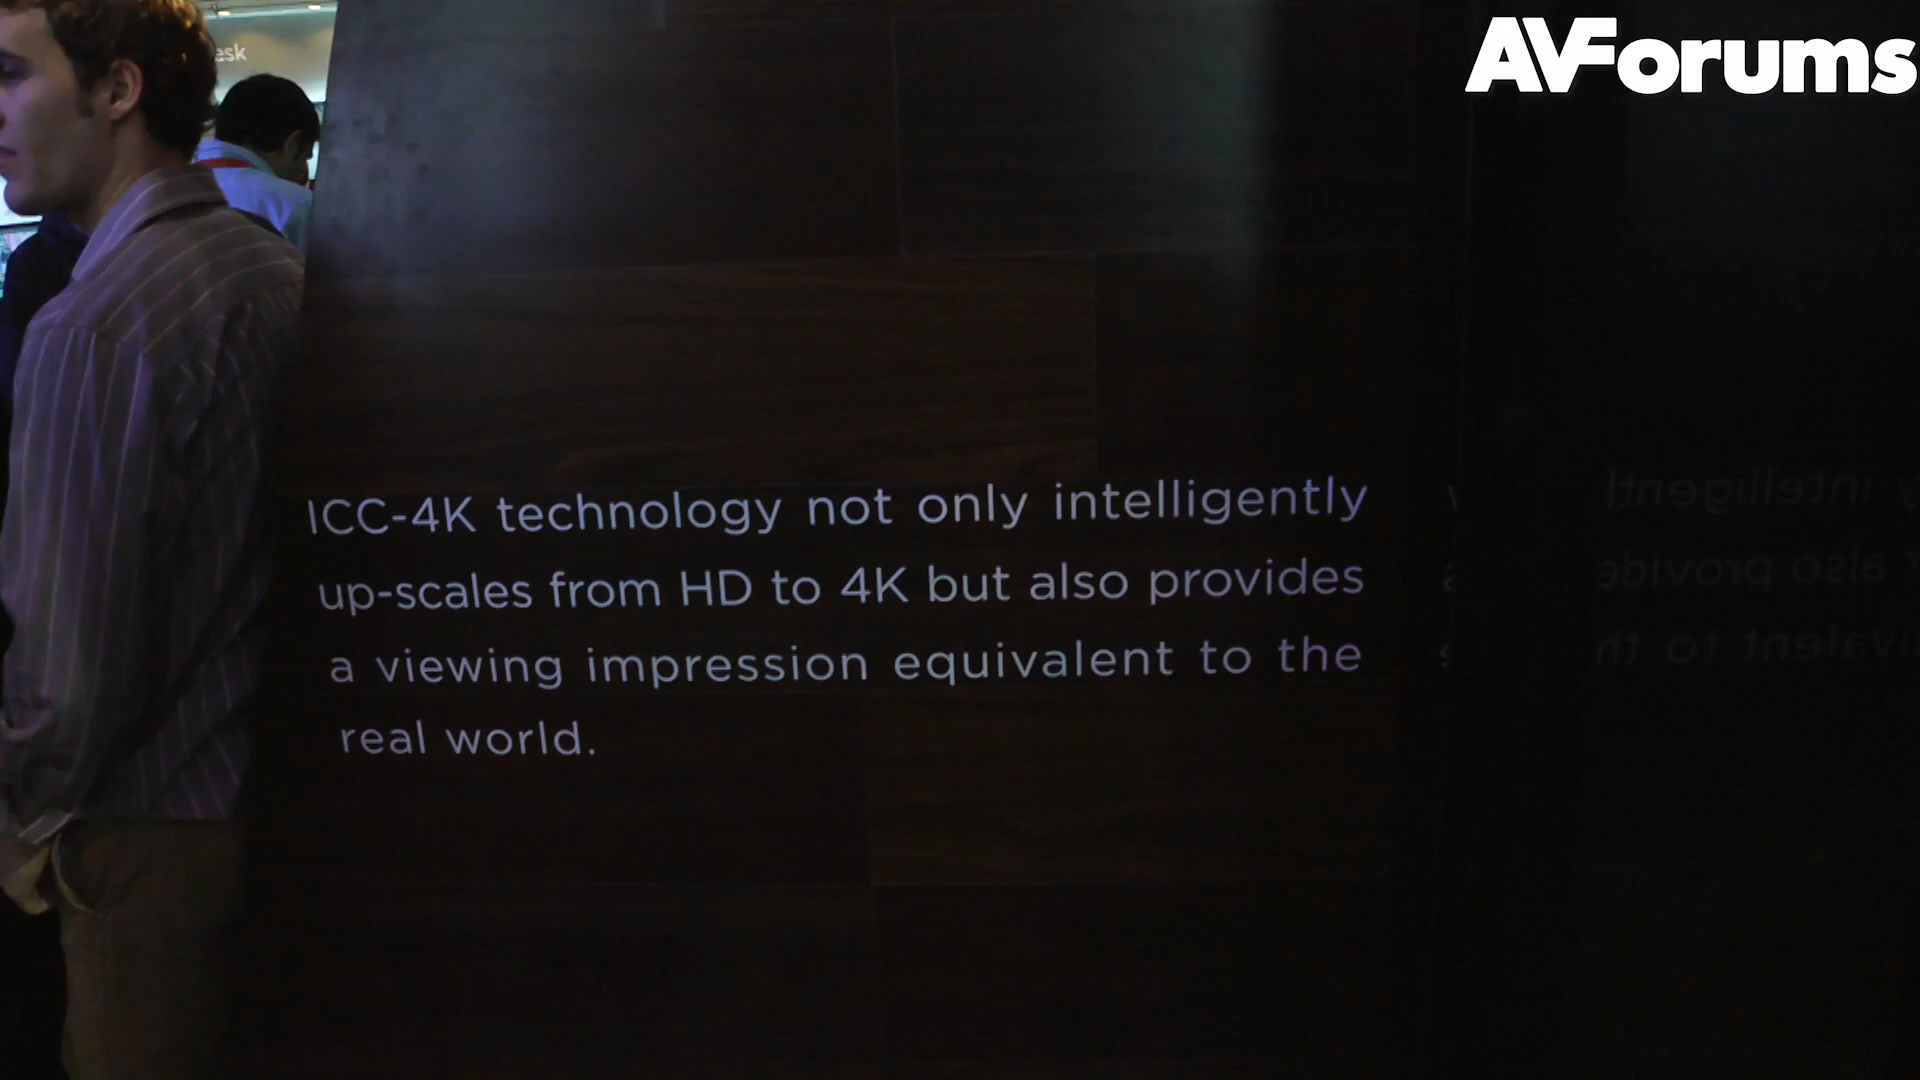 AVForums
esk
ICC-4K technology not only intelligently
up-scales from HD to 4K but also provides
a viewing impression equivalent to the
real world.